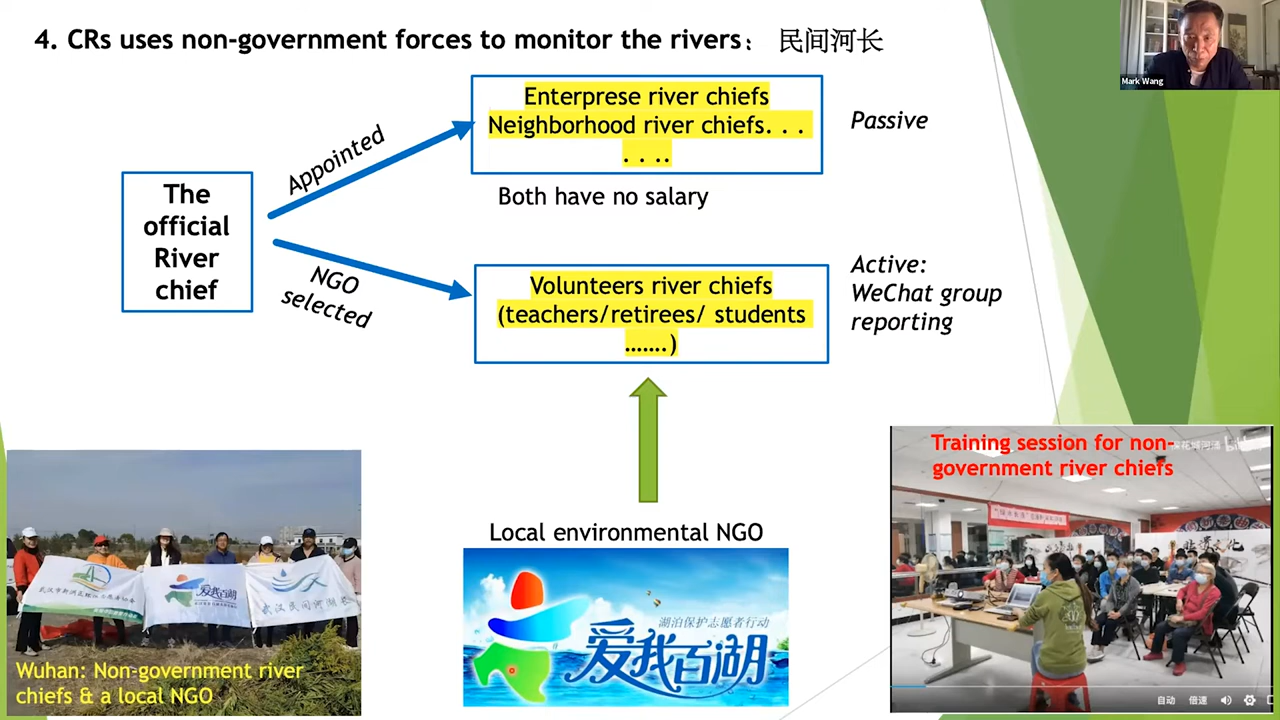 4. CRs uses non-government forces to monitor the rivers： 民间河长
Mark Wang
Enterprese river chiefs
Neighborhood river chiefs. . .
. . ..
Passive
Appointed
Both have no salary
The
official
River
chief
NGO
selected
Volunteers river chiefs
(teachers/retirees/ students
…….)
Active:
WeChat group
reporting
Local environmental NGO
湖泊保护志愿者行动
爱我百湖
爱我百湖
武汉民间河湖长
Wuhan: Non-government river
chiefs & a local NGO
Training session for non-
government river chiefs
自动 倍速